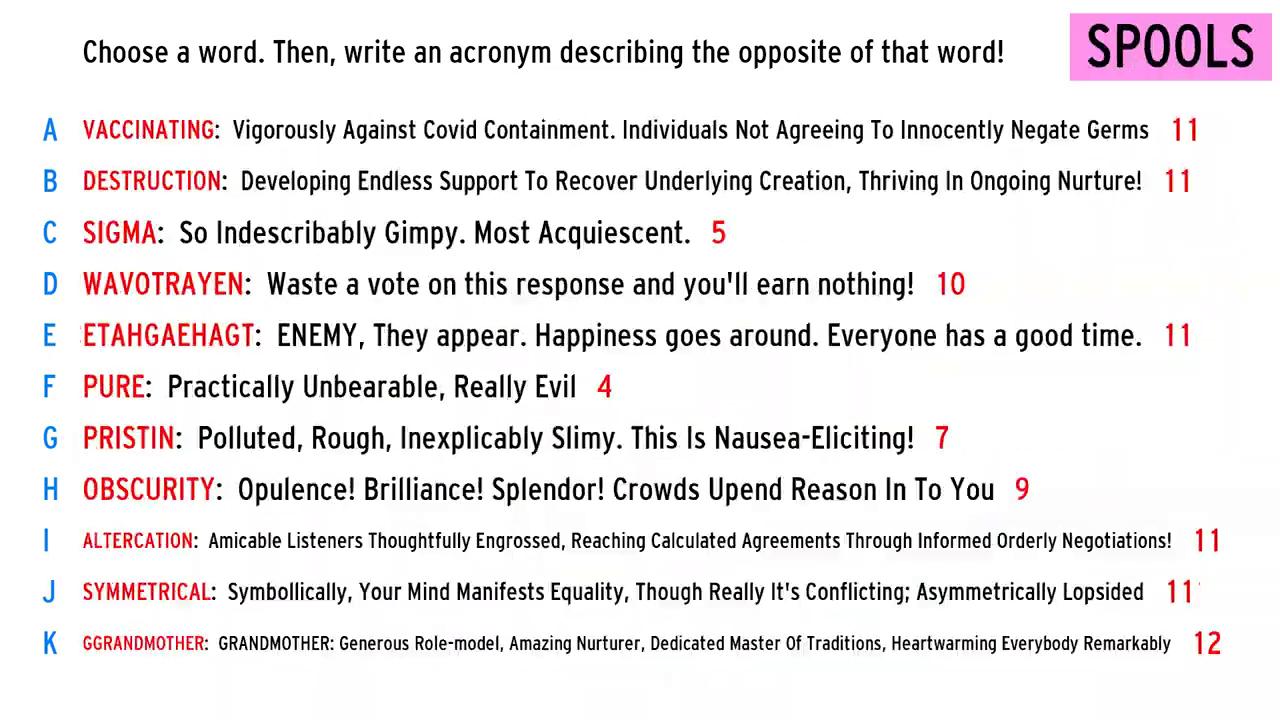 Choose a word. Then, write an acronym describing the opposite of that word!
SPOOLS
A VACCINATING: Vigorously Against Covid Containment. Individuals Not Agreeing To Innocently Negate Germs 11
B DESTRUCTION: Developing Endless Support To Recover Underlying Creation, Thriving In Ongoing Nurture! 11
C SIGMA: So Indescribably Gimpy. Most Acquiescent. 5
D WAVOTRAYEN: Waste a vote on this response and you'll earn nothing! 10
E ETAHGAEHAGT: ENEMY, They appear. Happiness goes around. Everyone has a good time. 11
F PURE: Practically Unbearable, Really Evil 4
G PRISTIN: Polluted, Rough, Inexplicably Slimy. This Is Nausea-Eliciting! 7
H OBSCURITY: Opulence! Brilliance! Splendor! Crowds Upend Reason In To You 9
I ALTERCATION: Amicable Listeners Thoughtfully Engrossed, Reaching Calculated Agreements Through Informed Orderly Negotiations! 11
J SYMMETRICAL: Symbollically, Your Mind Manifests Equality, Though Really It's Conflicting; Asymmetrically Lopsided 11
K GGRANDMOTHER: GRANDMOTHER: Generous Role-model, Amazing Nurturer, Dedicated Master Of Traditions, Heartwarming Everybody Remarkably 12